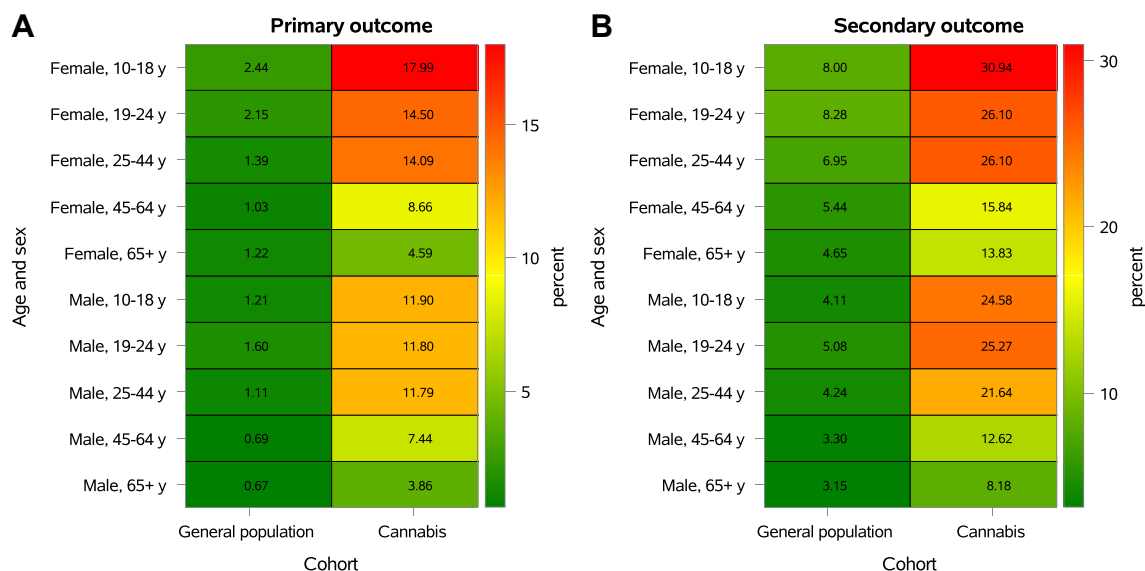 A
Primary outcome
Female, 10-18 y 2.44 17.99
Female, 19-24 y 2.15 14.50
Female, 25-44 y 1.39 14.09
Female, 45-64 y 1.03 8.66
Female, 65+ y 1.22 4.59
Male, 10-18 y 1.21 11.90
Male, 19-24 y 1.60 11.80
Male, 25-44 y 1.11 11.79
Male, 45-64 y 0.69 7.44
Male, 65+ y 0.67 3.86
General population Cannabis
Cohort
Age and sex
15
10
5
percent
B
Secondary outcome
Female, 10-18 y 8.00 30.94
Female, 19-24 y 8.28 26.10
Female, 25-44 y 6.95 26.10
Female, 45-64 y 5.44 15.84
Female, 65+ y 4.65 13.83
Male, 10-18 y 4.11 24.58
Male, 19-24 y 5.08 25.27
Male, 25-44 y 4.24 21.64
Male, 45-64 y 3.30 12.62
Male, 65+ y 3.15 8.18
General population Cannabis
Cohort
Age and sex
30
20
10
percent